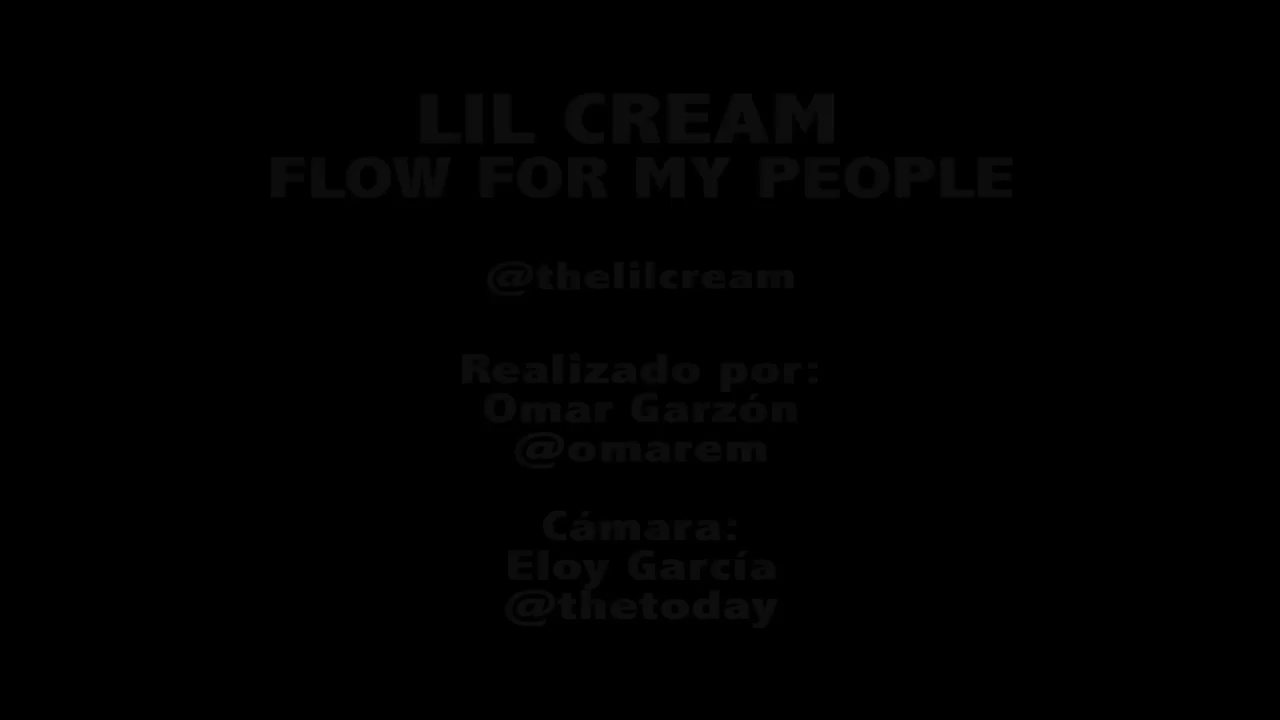 LIL CREAM
FLOW FOR MY PEOPLE
@thelilcream
Realizado por:
Omar Garzón
@omarem
Cámara:
Eloy García
@thetoday